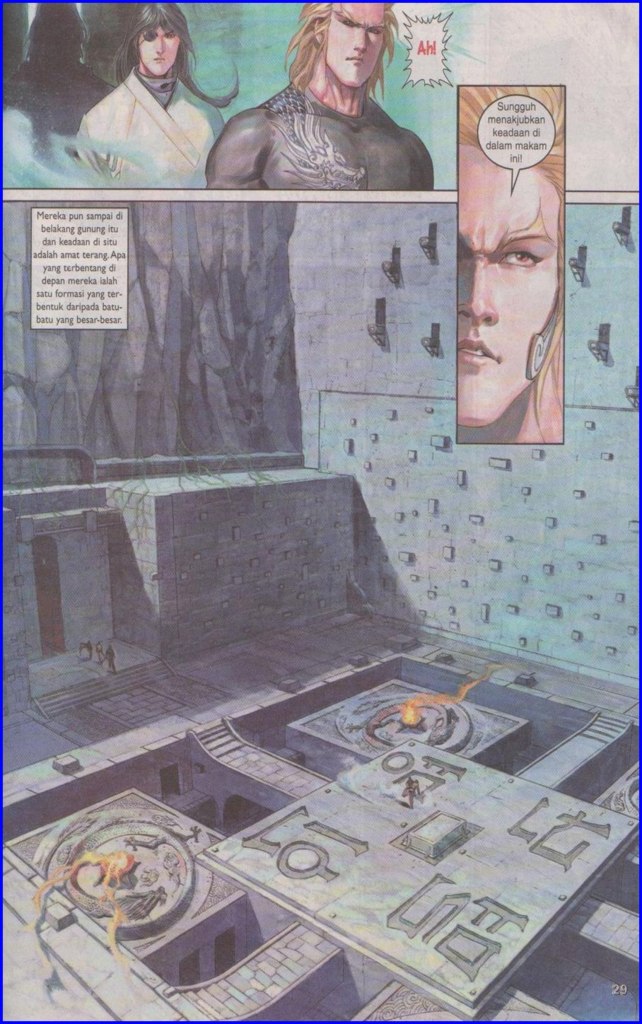 Ah!
Sungguh
menakjubkan
keadaan di
dalam makam
ini!
Mereka pun sampai di
belakang gunung itu
dan keadaan di situ
adalah amat terang. Apa
yang terbentang di
depan mereka ialah
satu formasi yang ter-
bentuk daripada batu-
batu yang besar-besar.
29